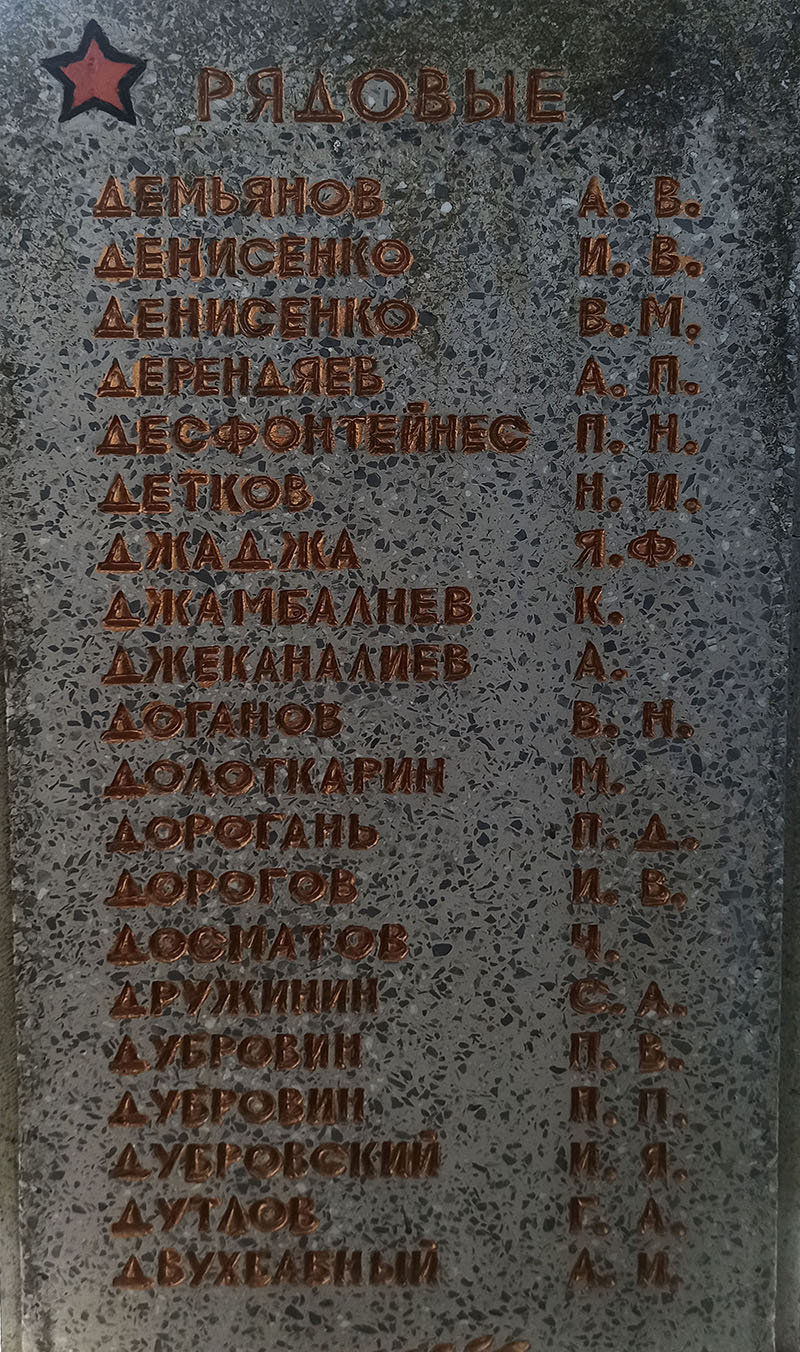 РЯДОВЫЕ
ДЕМЬЯНОВ А. В.
ДЕНИСЕНКО И. В.
ДЕНИСЕНКО В. М.
ДЕРЕНДЯЕВ А. П.
ДЕСФОНТЕЙНЕС П. Н.
ДЕТКОВ Н. И.
ДЖАДЖА Я. Ф.
ДЖАМБАЛНЕВ К.
ДЖЕКАНАЛИЕВ А.
ДОГАНОВ В. Н.
ДОЛОТКАРИН М.
ДОРОГАНЬ П. Д.
ДОРОГОВ И. В.
ДОСМАТОВ Ч.
ДРУЖИНИН С. А.
ДУБРОВИН П. В.
ДУБРОВИН П.
ДУБРОВСКИЙ И. Я.
ДУТЛОВ Г. А.
ДВУХБАБНЫЙ А. И.